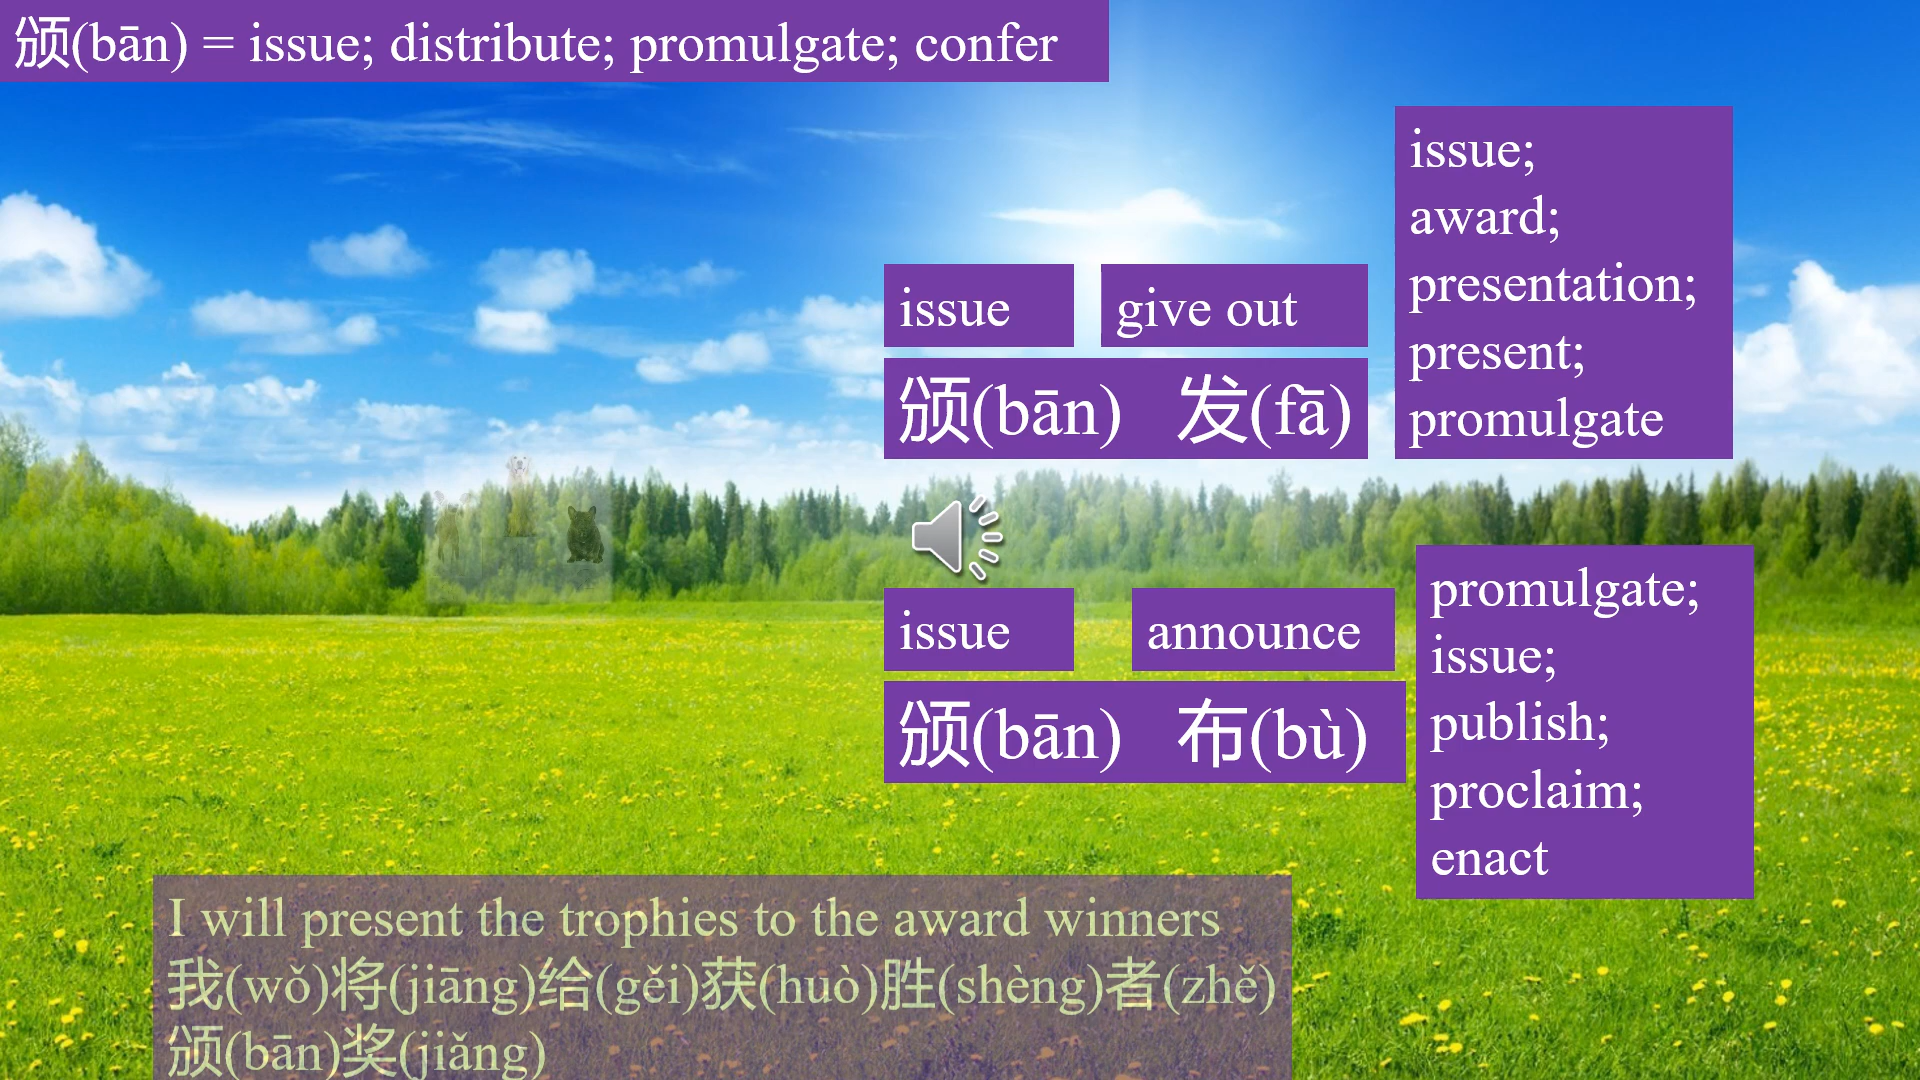 颁(bān) = issue; distribute; promulgate; confer
issue
give out
颁(bān) 发(fā)
issue;
award;
presentation;
present;
promulgate
issue
announce
颁(bān) 布(bù)
promulgate;
issue;
publish;
proclaim;
enact
I will present the trophies to the award winners
我(wǒ)将(jiāng)给(gěi)获(huò)胜(shèng)者(zhě)
颁(bān)奖(jiǎng)